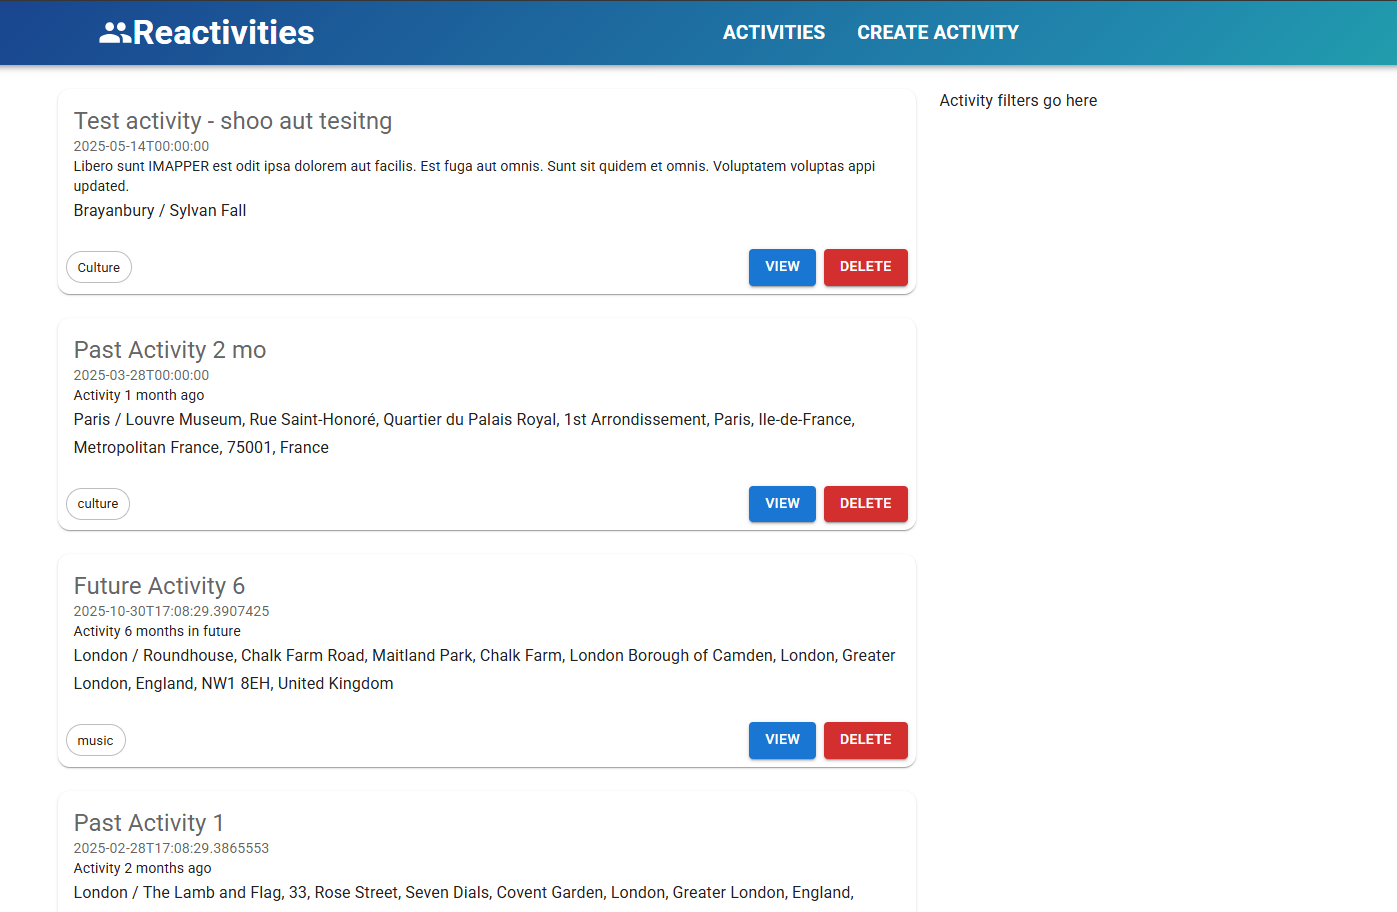 Reactivities
ACTIVITIES
CREATE ACTIVITY
Test activity - shoo aut tesitng
2025-05-14T00:00:00
Libero sunt IMAPPER est odit ipsa dolorem aut facilis. Est fuga aut omnis. Sunt sit quidem et omnis. Voluptatem voluptas appi
updated.
Brayanbury / Sylvan Fall
Culture
VIEW
DELETE
Past Activity 2 mo
2025-03-28T00:00:00
Activity 1 month ago
Paris / Louvre Museum, Rue Saint-Honoré, Quartier du Palais Royal, 1st Arrondissement, Paris, Ile-de-France,
Metropolitan France, 75001, France
culture
VIEW
DELETE
Future Activity 6
2025-10-30T17:08:29.3907425
Activity 6 months in future
London / Roundhouse, Chalk Farm Road, Maitland Park, Chalk Farm, London Borough of Camden, London, Greater
London, England, NW1 8EH, United Kingdom
music
VIEW
DELETE
Past Activity 1
2025-02-28T17:08:29.3865553
Activity 2 months ago
London / The Lamb and Flag, 33, Rose Street, Seven Dials, Covent Garden, London, Greater London, England,
Activity filters go here